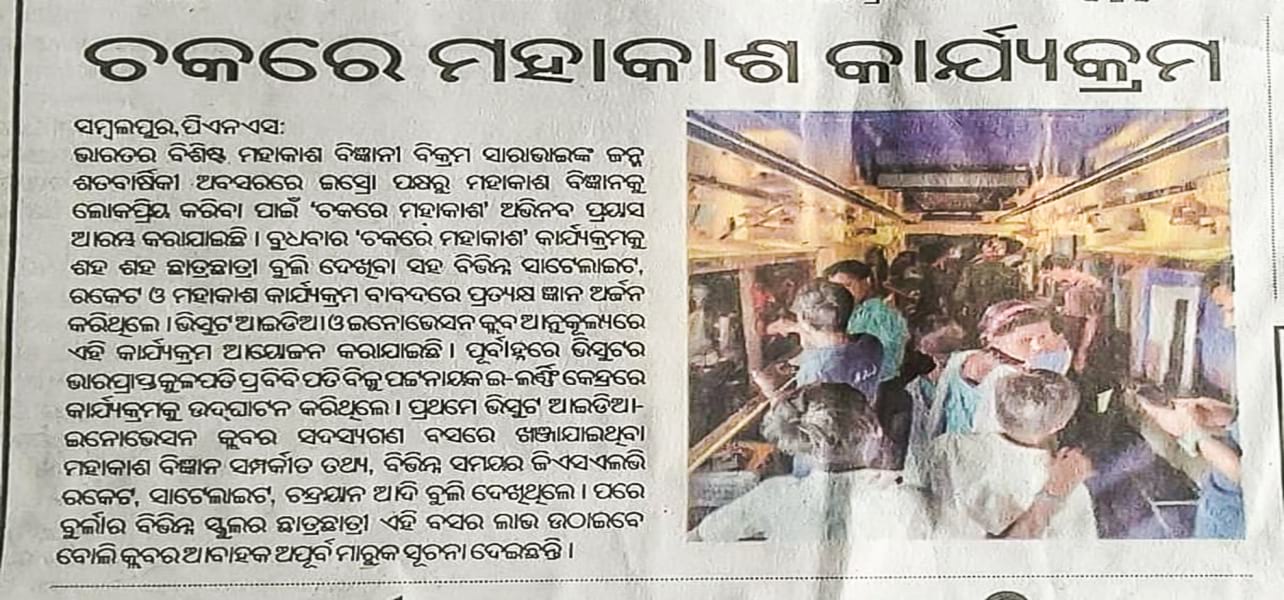 ଚକରେ ମହାକାଶ କାର୍ଯ୍ୟକ୍ରମ
ସମ୍ବଲପୁର,ପିଏନଏସ:
ଭାରତର ବିଶିଷ୍ଟ ମହାକାଶ ବିଜ୍ଞାନୀ ବିକ୍ରମ ସାରାଭାଇଙ୍କ ଜନ୍ମ
ଶତବାର୍ଷିକୀ ଅବସରରେ ଇସ୍ରୋ ପକ୍ଷରୁ ମହାକାଶ ବିଜ୍ଞାନକୁ
ଲୋକପ୍ରିୟ କରିବା ପାଇଁ ‘ଚକରେ ମହାକାଶ’ ଅଭିନବ ପ୍ରୟାସ
ଆରମ୍ଭ କରାଯାଇଛି । ବୁଧବାର ‘ଚକରେ ମହାକାଶ’ କାର୍ଯ୍ୟକ୍ରମକୁ
ଶହ ଶହ ଛାତ୍ରଛାତ୍ରୀ ବୁଲି ଦେଖିବା ସହ ବିଭିନ୍ନ ସାଟେଲାଇଟ,
ରକେଟ ଓ ମହାକାଶ କାର୍ଯ୍ୟକ୍ରମ ବାବଦରେ ପ୍ରତ୍ୟକ୍ଷ ଜ୍ଞାନ ଅର୍ଜନ
କରିଥିଲେ । ଭିସୁଟ ଆଇଡିଆ ଓ ଇନୋଭେସନ କ୍ଲବ ଆନୁକୂଲ୍ୟରେ
ଏହି କାର୍ଯ୍ୟକ୍ରମ ଆୟୋଜନ କରାଯାଇଛି । ପୂର୍ବାହ୍ନରେ ଭିସୁଟର
ଭାରପ୍ରାପ୍ତ କୁଳପତି ପ୍ରବିବିପତି ବିଜୁ ପଟ୍ଟନାୟକ ଇ-ଲର୍ଣ୍ଣିଂ କେନ୍ଦ୍ରରେ
କାର୍ଯ୍ୟକ୍ରମକୁ ଉଦ୍‌ଘାଟନ କରିଥିଲେ । ପ୍ରଥମେ ଭିସୁଟ ଆଇଡିଆ-
ଇନୋଭେସନ କ୍ଲବର ସଦସ୍ୟଗଣ ବସରେ ଖଞ୍ଜାଯାଇଥିବା
ମହାକାଶ ବିଜ୍ଞାନ ସମ୍ପର୍କୀତ ତଥ୍ୟ, ବିଭିନ୍ନ ସମୟର ଜିଏସଏଲଭି
ରକେଟ, ସାଟେଲାଇଟ, ଚନ୍ଦ୍ରଯାନ ଆଦି ବୁଲି ଦେଖିଥିଲେ । ପରେ
ବୁର୍ଲାର ବିଭିନ୍ନ ସ୍କୁଲର ଛାତ୍ରଛାତ୍ରୀ ଏହି ବସର ଲାଭ ଉଠାଇବେ
ବୋଲି କ୍ଲବର ଆବାହକ ଅପୂର୍ବ ମାରୁକ ସୂଚନା ଦେଇଛନ୍ତି ।